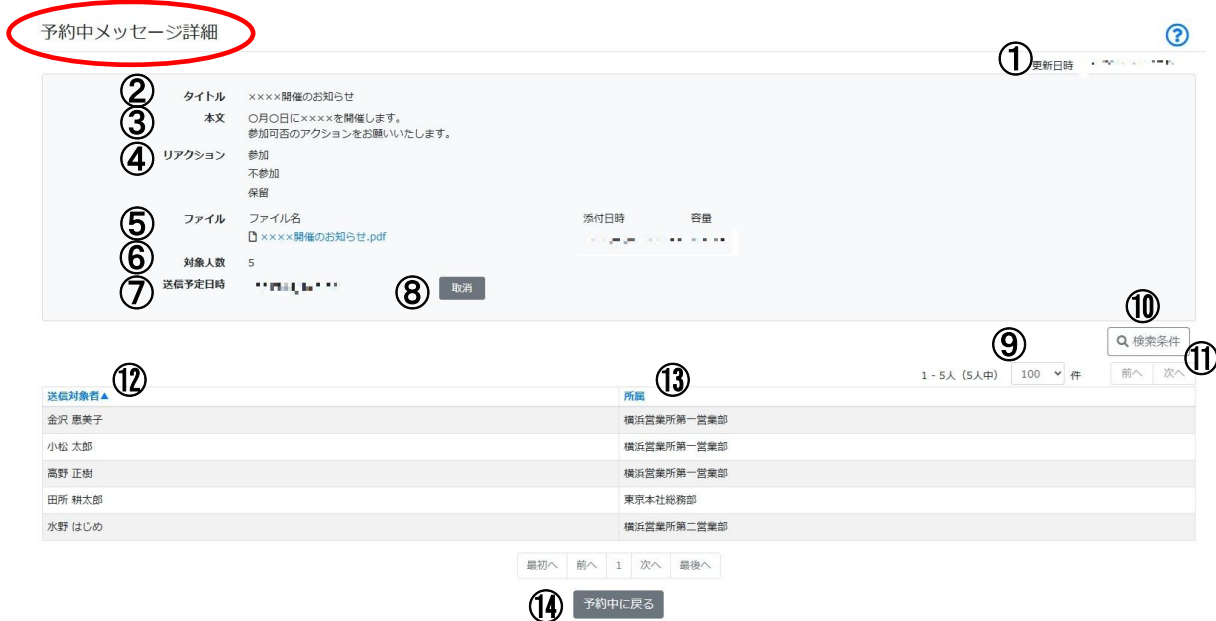 予約中メッセージ詳細
?
① 更新日時
② タイトル ××××開催のお知らせ
③ 本文 〇月〇日に××××を開催します。
参加可否のアクションをお願いいたします。
④ リアクション 参加
不参加
保留
⑤ ファイル ファイル名 添付日時 容量
××××開催のお知らせ.pdf
⑥ 対象人数 5
⑦ 送信予定日時 ⑧ 取消
⑩
検索条件
⑨ ⑪
1 - 5人（5人中） 100 件 前へ 次へ
⑫ ⑬
送信対象者▲ 所属
金沢 恵美子 横浜営業所第一営業部
小松 太郎 横浜営業所第一営業部
高野 正樹 横浜営業所第一営業部
田所 耕太郎 東京本社総務部
水野 はじめ 横浜営業所第二営業部
最初へ 前へ 1 次へ 最後へ
⑭ 予約中に戻る